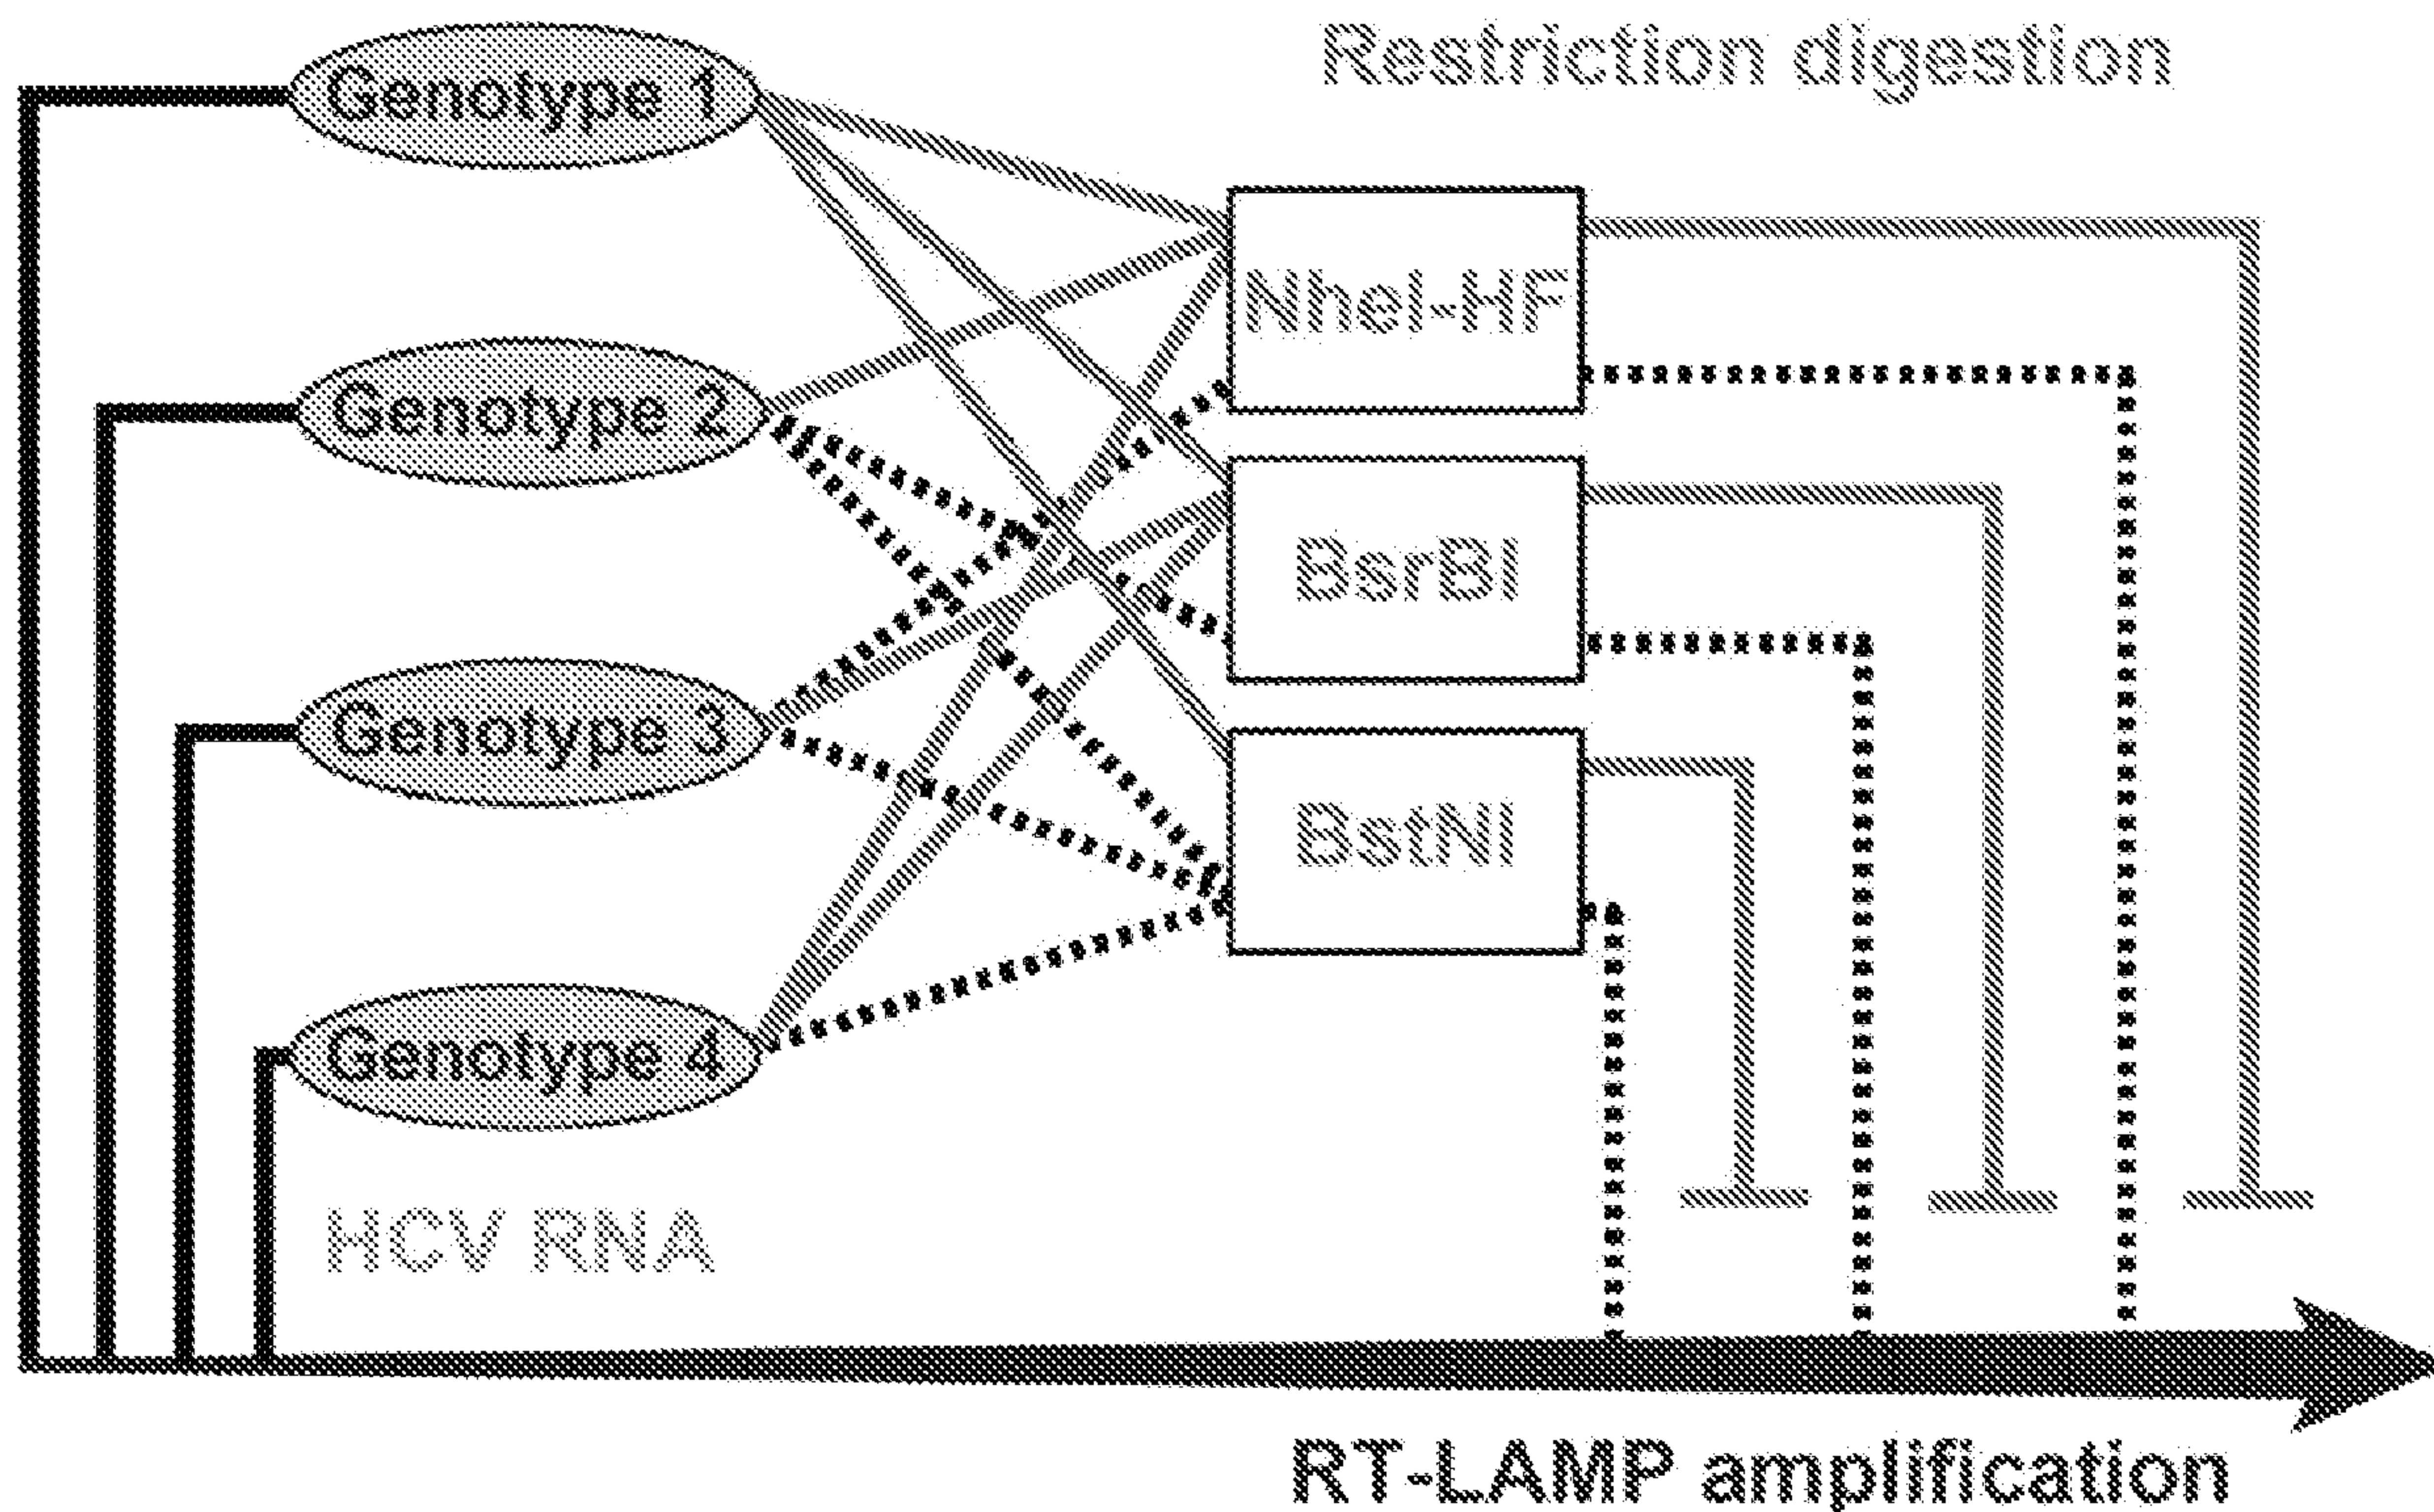 Restriction digestion
Genotype 1
NheI-HF
Genotype 2
BsrBI
Genotype 3
BstNI
Genotype 4
HCV RNA
RT-LAMP amplification